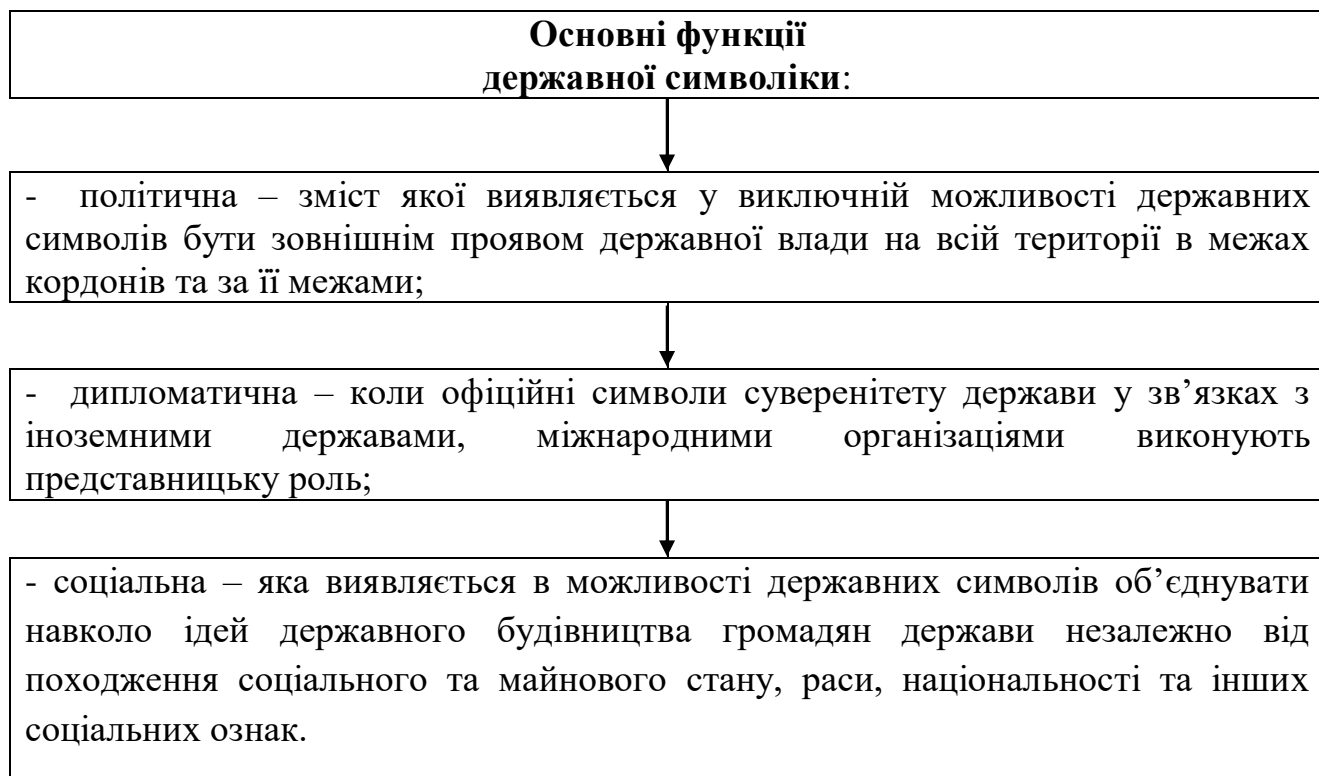 Основні функції
державної символіки:
- політична – зміст якої виявляється у виключній можливості державних
символів бути зовнішнім проявом державної влади на всій території в межах
кордонів та за її межами;
- дипломатична – коли офіційні символи суверенітету держави у зв’язках з
іноземними державами, міжнародними організаціями виконують
представницьку роль;
- соціальна – яка виявляється в можливості державних символів об’єднувати
навколо ідей державного будівництва громадян держави незалежно від
походження соціального та майнового стану, раси, національності та інших
соціальних ознак.